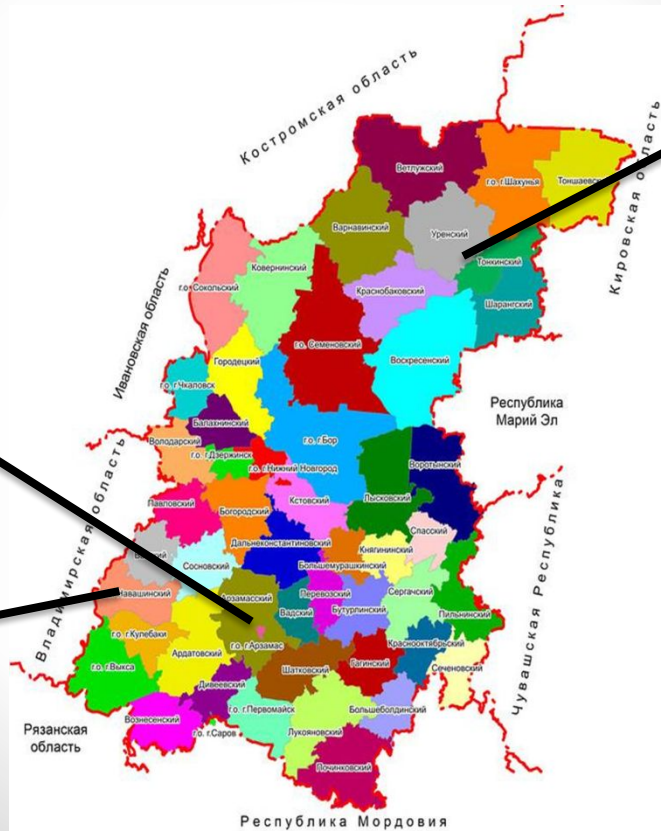 Костромская область
Кировская область
Ветлужский
г.о. г.Шахунья
Варнавинский
Уренский
Ковернинский
Тонкинский
г.о. Сокольский
Краснобаковский
Шарангский
Ивановская область
г.о. Семеновский
Воскресенский
Городецкий
г.о. г.Чкаловск
Республика
Марий Эл
Балахнинский
Володарский
г.о. г.Бор
г.о. г.Дзержинск
г.о. г.Нижний Новгород
Воротынский
Владимирская область
Павловский
Кстовский
Лысковский
Богородский
Спасский
Дальнеконстантиновский
Княгининский
Сосновский
Большемурашкинский
Чувашская Республика
Перевозский
Сергачский
Вадский
Бутурлинский
Пильнинский
г.о. г.Кулебаки
г.о. г.Арзамас
Краснооктябрьский
Ардатовский
г.о. г.Выкса
Шатковский
Гагинский
Сеченовский
Дивеевский
Вознесенский
г.о. г.Первомайск
Большеболдинский
Рязанская
область
г.о. г.Саров
Лукояновский
Починковский
Республика Мордовия